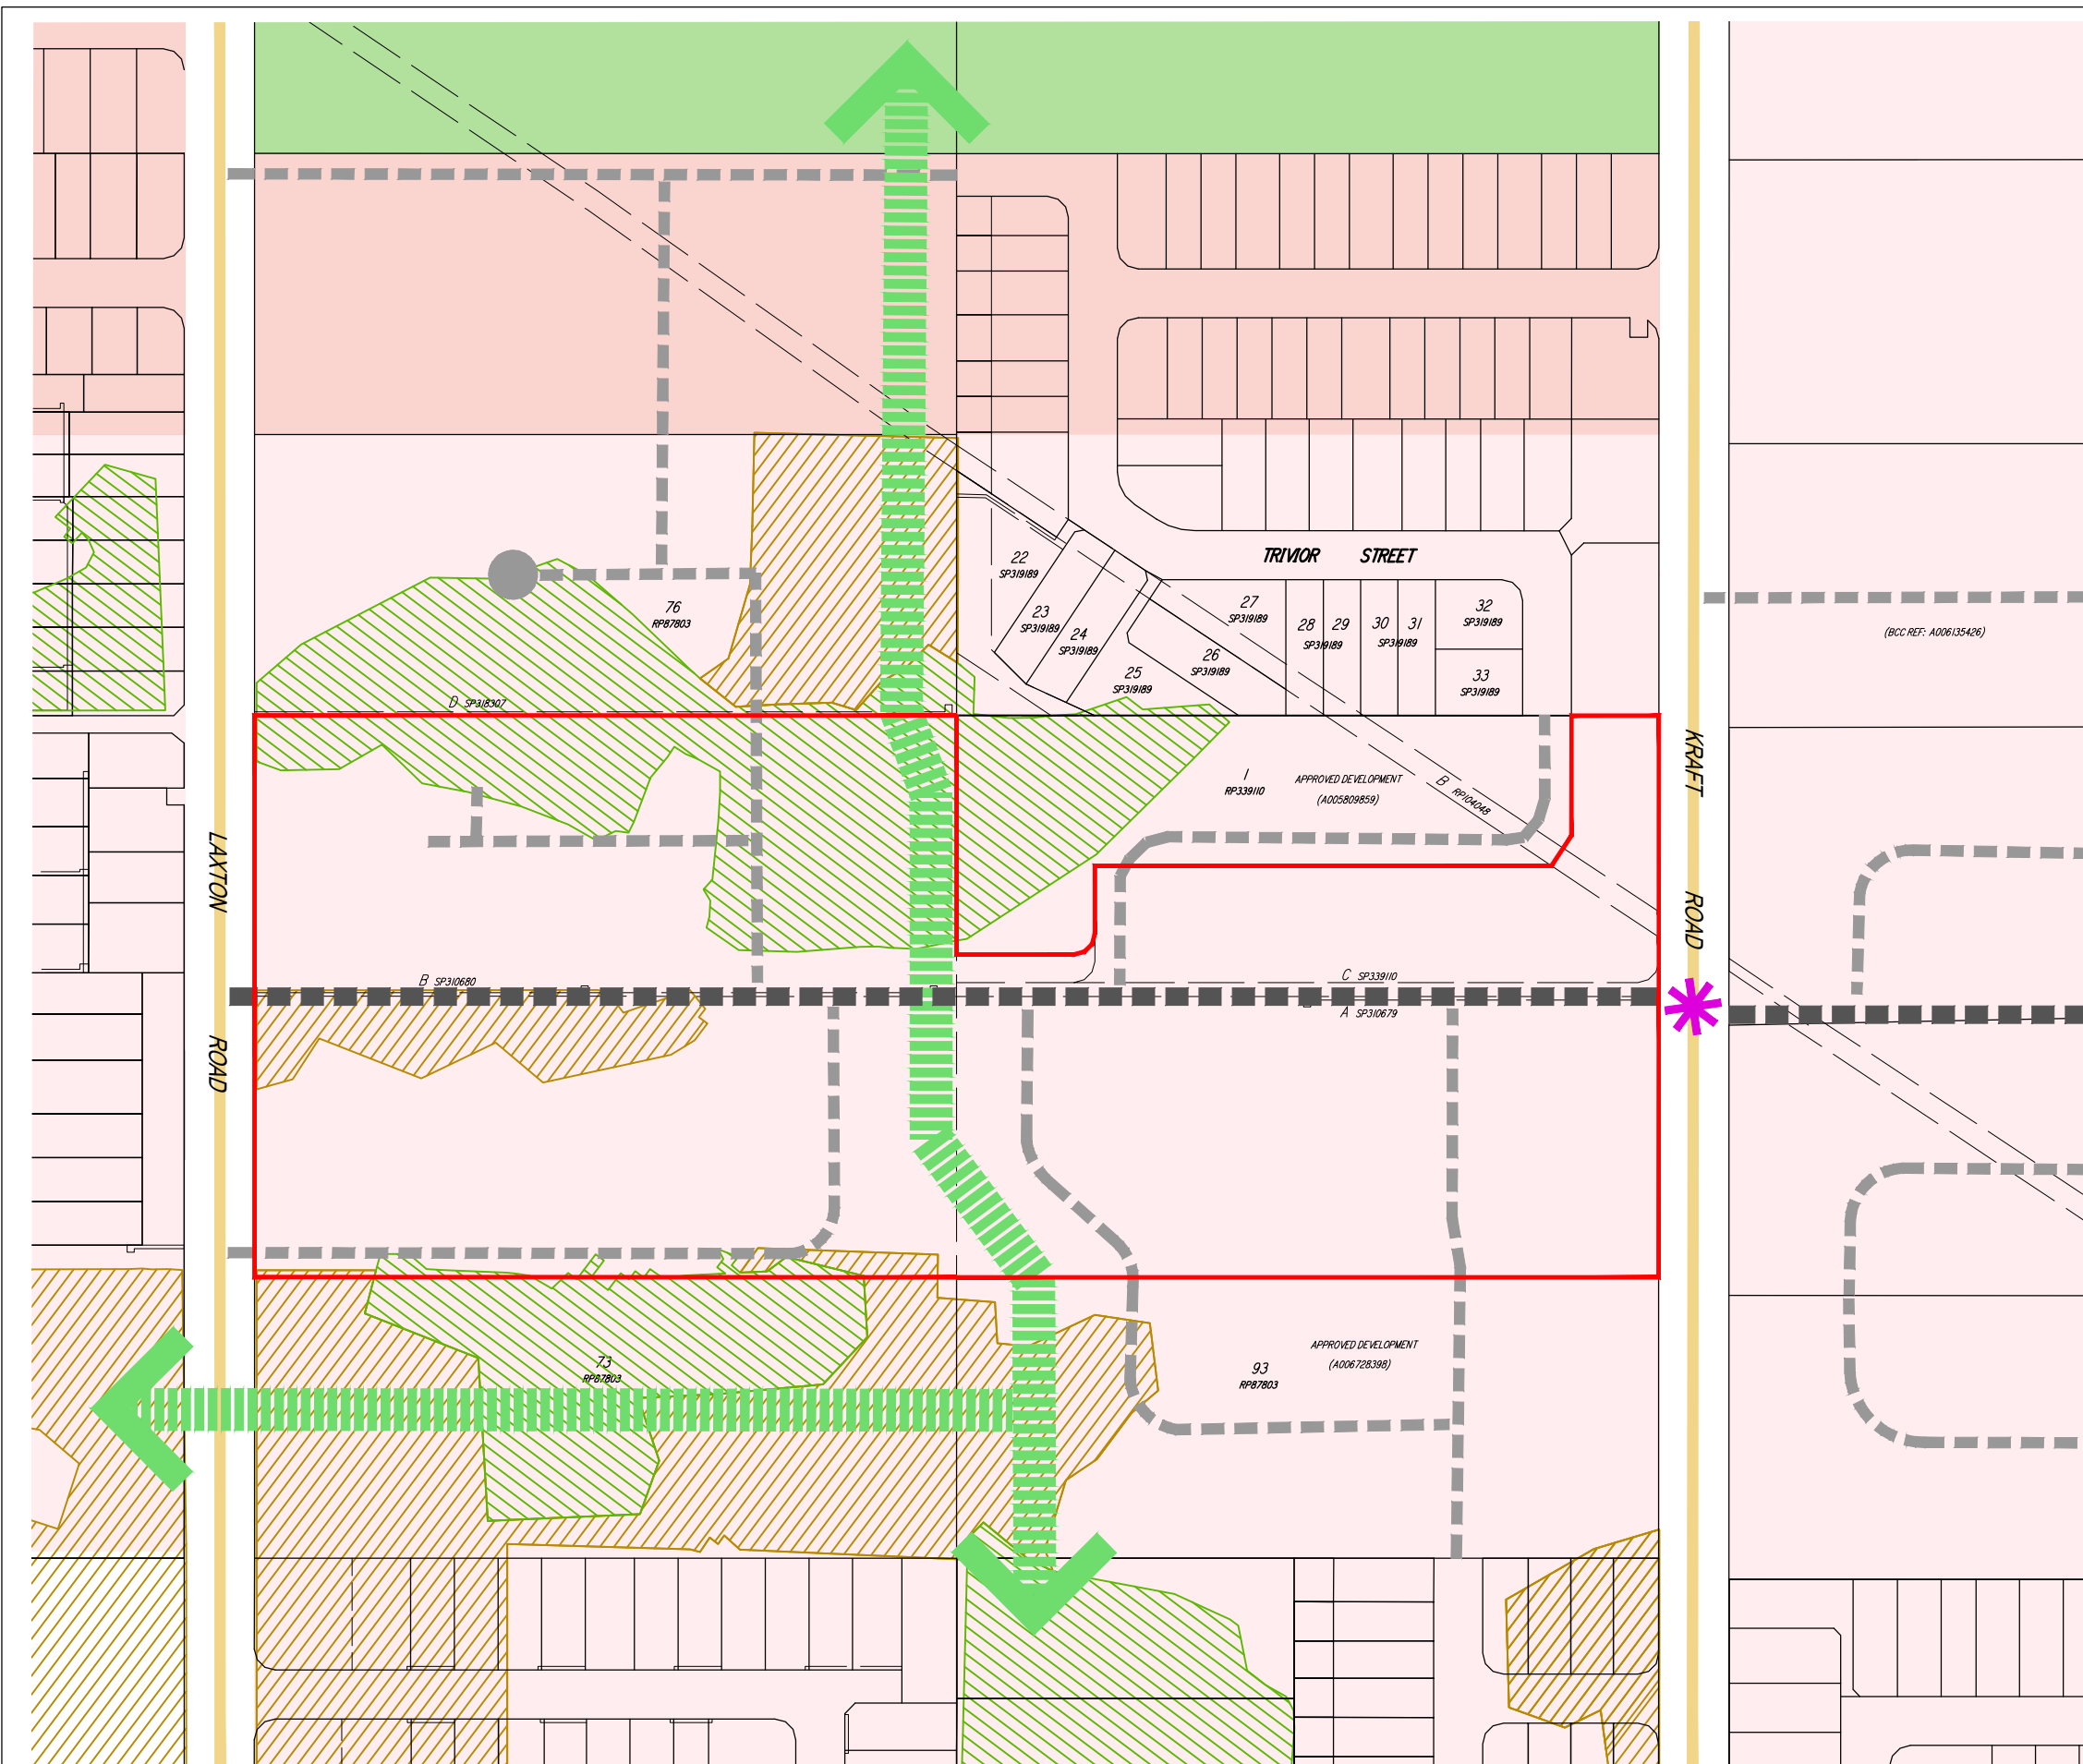 TRIVIOR STREET
22
SP319189
23
SP319189
24
SP319189
25
SP319189
26
SP319189
27
SP319189
28
29
SP319189
30
31
SP319189
32
SP319189
33
SP319189
76
RP87803
(BCC REF: A006135426)
D SP318307
1
RP339110
APPROVED DEVELOPMENT
(A005809859)
B RP104048
KRAFT ROAD
LAXTON ROAD
B SP310680
C SP339110
A SP310679
73
RP87803
93
RP87803
APPROVED DEVELOPMENT
(A006728398)